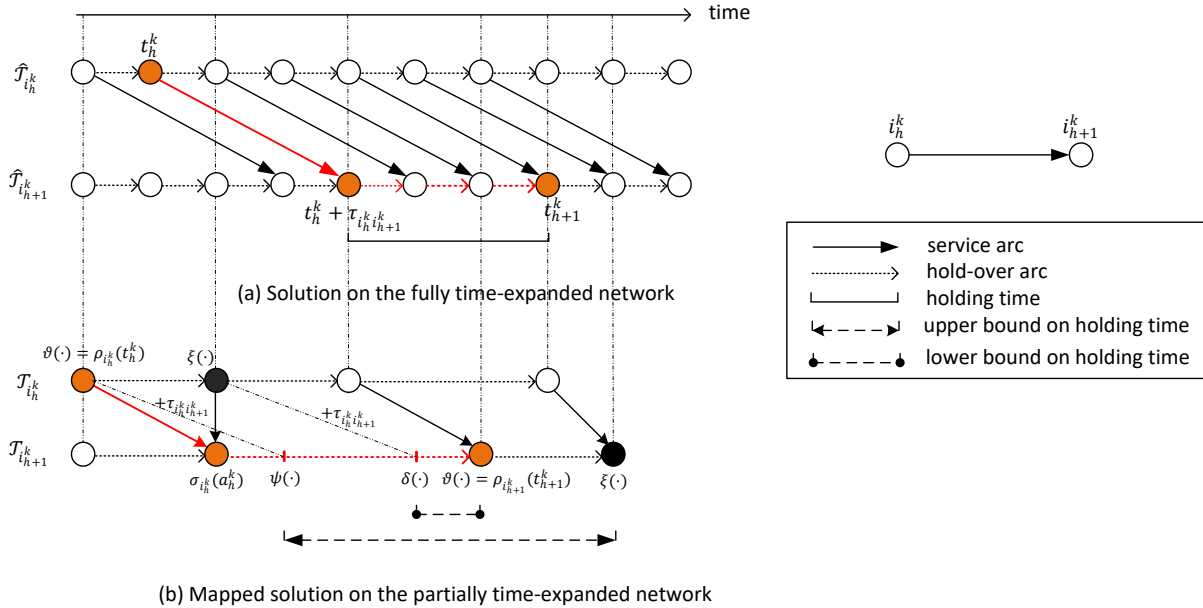 time
t_h^k
𝒯̂_{i_h^k}
i_h^k
i_{h+1}^k
𝒯̂_{i_{h+1}^k}
t_h^k + τ_{i_h^k i_{h+1}^k}
t_{h+1}^k
service arc
hold-over arc
holding time
upper bound on holding time
lower bound on holding time
(a) Solution on the fully time-expanded network
ϑ(·) = ρ_{i_h^k}(t_h^k)
ξ(·)
𝒯_{i_h^k}
+τ_{i_h^k i_{h+1}^k}
+τ_{i_h^k i_{h+1}^k}
𝒯_{i_{h+1}^k}
σ_{i_h^k}(a_h^k)
ψ(·)
δ(·)
ϑ(·) = ρ_{i_{h+1}^k}(t_{h+1}^k)
ξ(·)
(b) Mapped solution on the partially time-expanded network